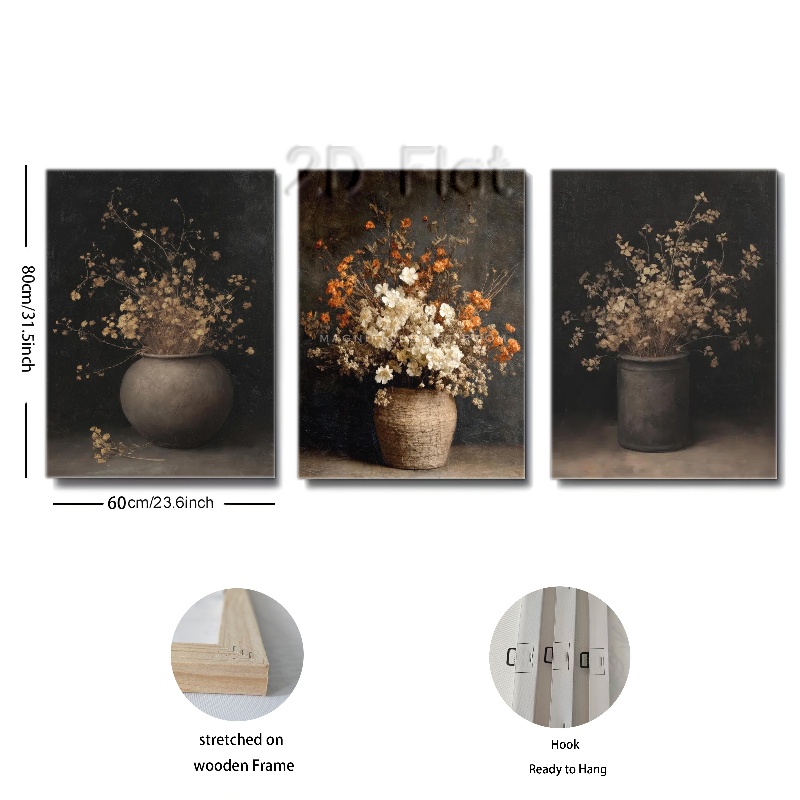 2D Flat
80cm/31.5inch
60cm/23.6inch
stretched on
wooden Frame
Hook
Ready to Hang